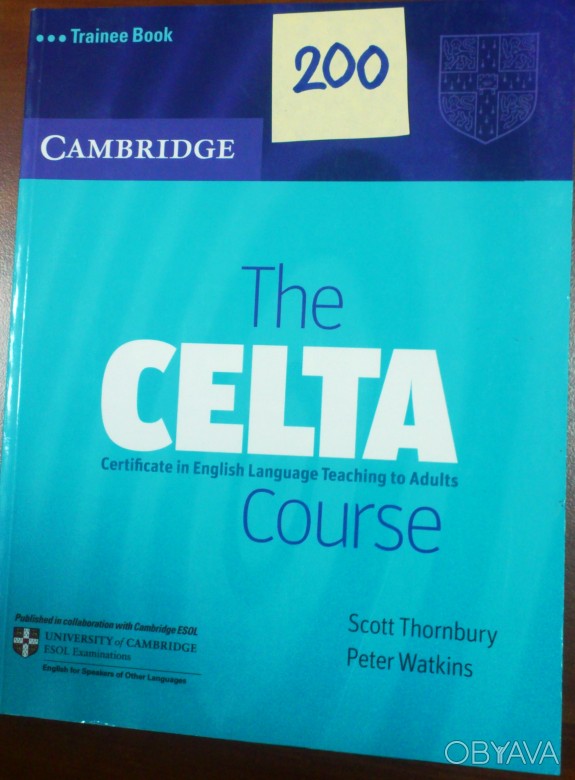 ••• Trainee Book
200
CAMBRIDGE
The
CELTA
Certificate in English Language Teaching to Adults
Course
Published in collaboration with Cambridge ESOL
UNIVERSITY of CAMBRIDGE
ESOL Examinations
English for Speakers of Other Languages
Scott Thornbury
Peter Watkins
OBYAVA